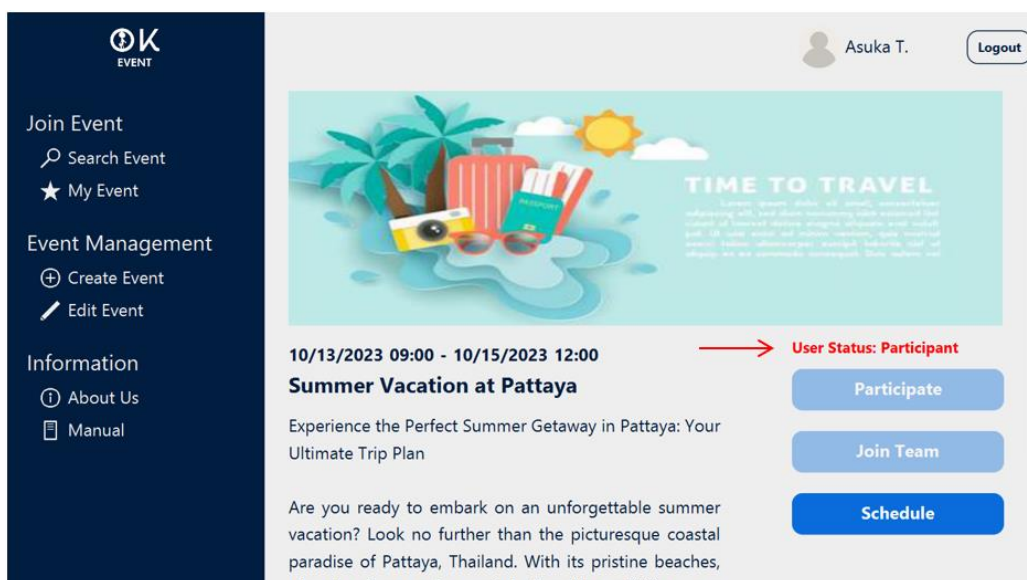 OK
EVENT
Asuka T.
Logout
Join Event
Search Event
My Event
Event Management
Create Event
Edit Event
Information
About Us
Manual
PASSPORT
TIME TO TRAVEL
10/13/2023 09:00 - 10/15/2023 12:00
Summer Vacation at Pattaya
Experience the Perfect Summer Getaway in Pattaya: Your
Ultimate Trip Plan
Are you ready to embark on an unforgettable summer
vacation? Look no further than the picturesque coastal
paradise of Pattaya, Thailand. With its pristine beaches,
User Status: Participant
Participate
Join Team
Schedule